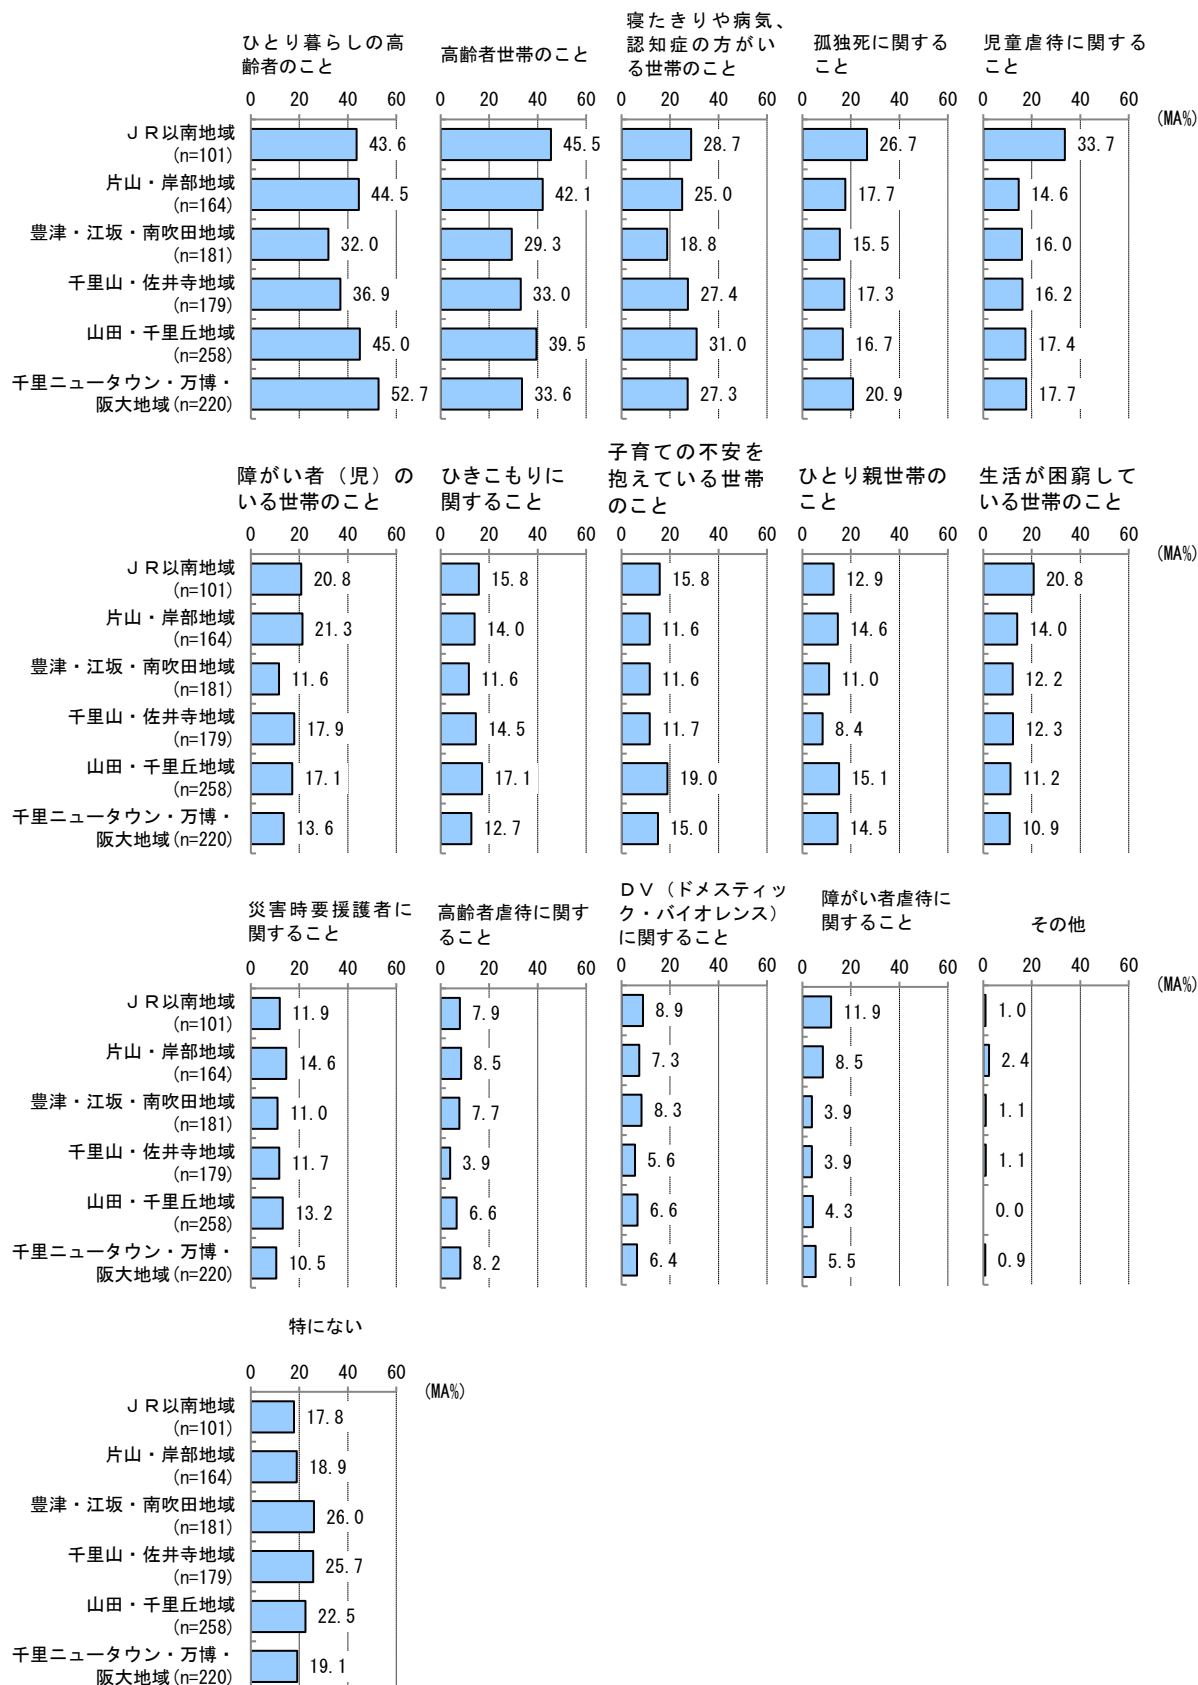 ひとり暮らしの高
齢者のこと
高齢者世帯のこと
寝たきりや病気、
認知症の方がい
る世帯のこと
孤独死に関する
こと
児童虐待に関する
こと
0 20 40 60 0 20 40 60 0 20 40 60 0 20 40 60 0 20 40 60
(MA%)
ＪＲ以南地域
(n=101)
43.6 45.5 28.7 26.7 33.7
片山・岸部地域
(n=164)
44.5 42.1 25.0 17.7 14.6
豊津・江坂・南吹田地域
(n=181)
32.0 29.3 18.8 15.5 16.0
千里山・佐井寺地域
(n=179)
36.9 33.0 27.4 17.3 16.2
山田・千里丘地域
(n=258)
45.0 39.5 31.0 16.7 17.4
千里ニュータウン・万博・
阪大地域(n=220)
52.7 33.6 27.3 20.9 17.7
障がい者（児）の
いる世帯のこと
ひきこもりに
関すること
子育ての不安を
抱えている世帯
のこと
ひとり親世帯の
こと
生活が困窮して
いる世帯のこと
0 20 40 60 0 20 40 60 0 20 40 60 0 20 40 60 0 20 40 60
(MA%)
ＪＲ以南地域
(n=101)
20.8 15.8 15.8 12.9 20.8
片山・岸部地域
(n=164)
21.3 14.0 11.6 14.6 14.0
豊津・江坂・南吹田地域
(n=181)
11.6 11.6 11.6 11.0 12.2
千里山・佐井寺地域
(n=179)
17.9 14.5 11.7 8.4 12.3
山田・千里丘地域
(n=258)
17.1 17.1 19.0 15.1 11.2
千里ニュータウン・万博・
阪大地域(n=220)
13.6 12.7 15.0 14.5 10.9
災害時要援護者に
関すること
高齢者虐待に関す
ること
ＤＶ（ドメスティッ
ク・バイオレンス）
に関すること
障がい者虐待に
関すること
その他
0 20 40 60 0 20 40 60 0 20 40 60 0 20 40 60 0 20 40 60
(MA%)
ＪＲ以南地域
(n=101)
11.9 7.9 8.9 11.9 1.0
片山・岸部地域
(n=164)
14.6 8.5 7.3 8.5 2.4
豊津・江坂・南吹田地域
(n=181)
11.0 7.7 8.3 3.9 1.1
千里山・佐井寺地域
(n=179)
11.7 3.9 5.6 3.9 1.1
山田・千里丘地域
(n=258)
13.2 6.6 6.6 4.3 0.0
千里ニュータウン・万博・
阪大地域(n=220)
10.5 8.2 6.4 5.5 0.9
特にない
0 20 40 60
(MA%)
ＪＲ以南地域
(n=101)
17.8
片山・岸部地域
(n=164)
18.9
豊津・江坂・南吹田地域
(n=181)
26.0
千里山・佐井寺地域
(n=179)
25.7
山田・千里丘地域
(n=258)
22.5
千里ニュータウン・万博・
阪大地域(n=220)
19.1